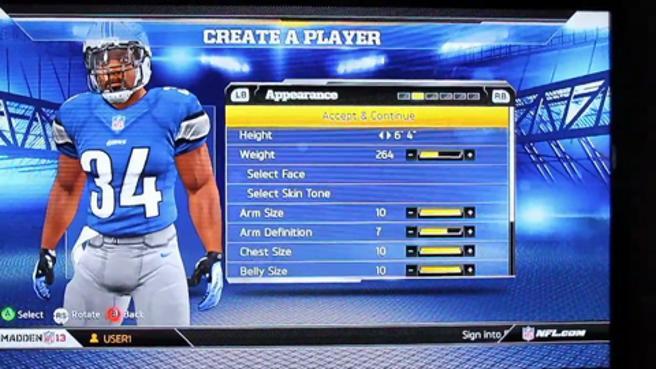 CREATE A PLAYER
LB Appearance RB
Accept & Continue
Height 6' 4"
Weight 264
Select Face
Select Skin Tone
Arm Size 10
Arm Definition 7
Chest Size 10
Belly Size 10
34
A Select RS Rotate B Back
MADDEN NFL 13 USER1 Sign into NFL NFL.COM